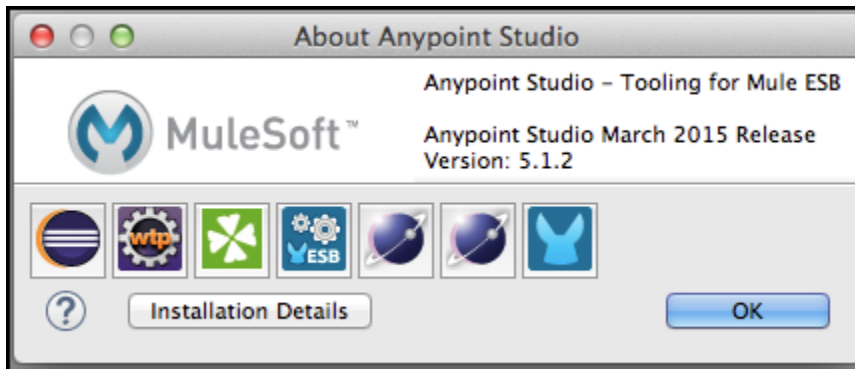 About Anypoint Studio
MuleSoft™
Anypoint Studio – Tooling for Mule ESB
Anypoint Studio March 2015 Release
Version: 5.1.2
wtp
ESB
?
Installation Details
OK